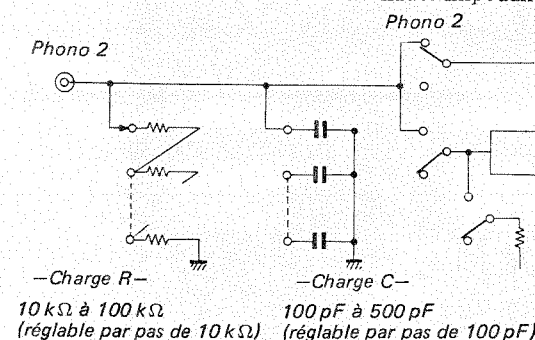 Phono 2
Phono 2
—Charge R—
10 kΩ à 100 kΩ
(réglable par pas de 10 kΩ)
—Charge C—
100 pF à 500 pF
(réglable par pas de 100 pF)